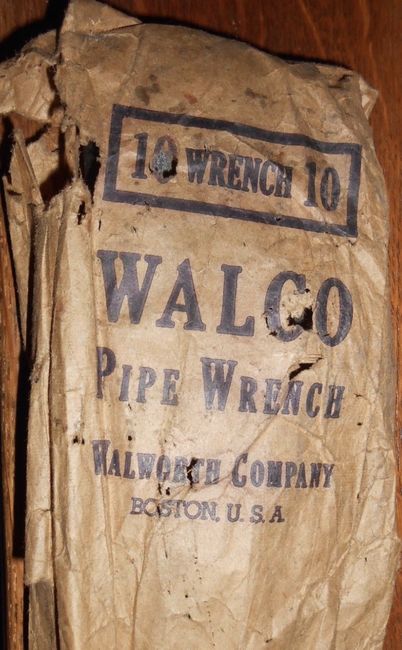 10 WRENCH 10
WALCO
PIPE WRENCH
WALWORTH COMPANY
BOSTON, U. S. A